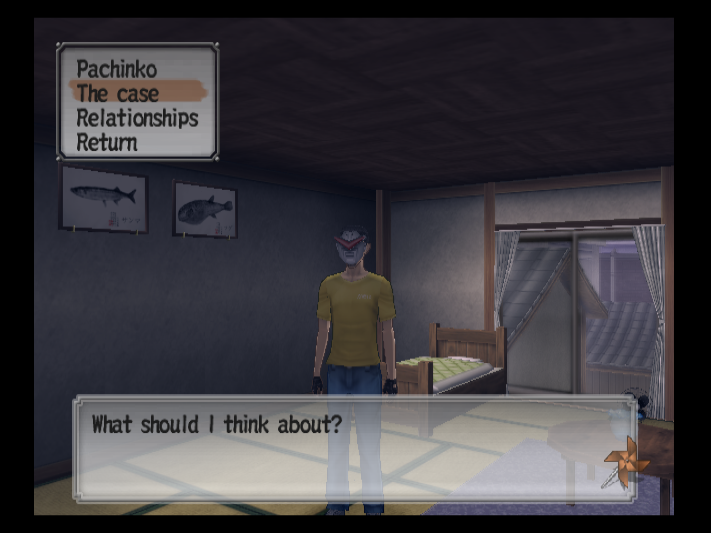 Pachinko
The case
Relationships
Return
What should I think about?